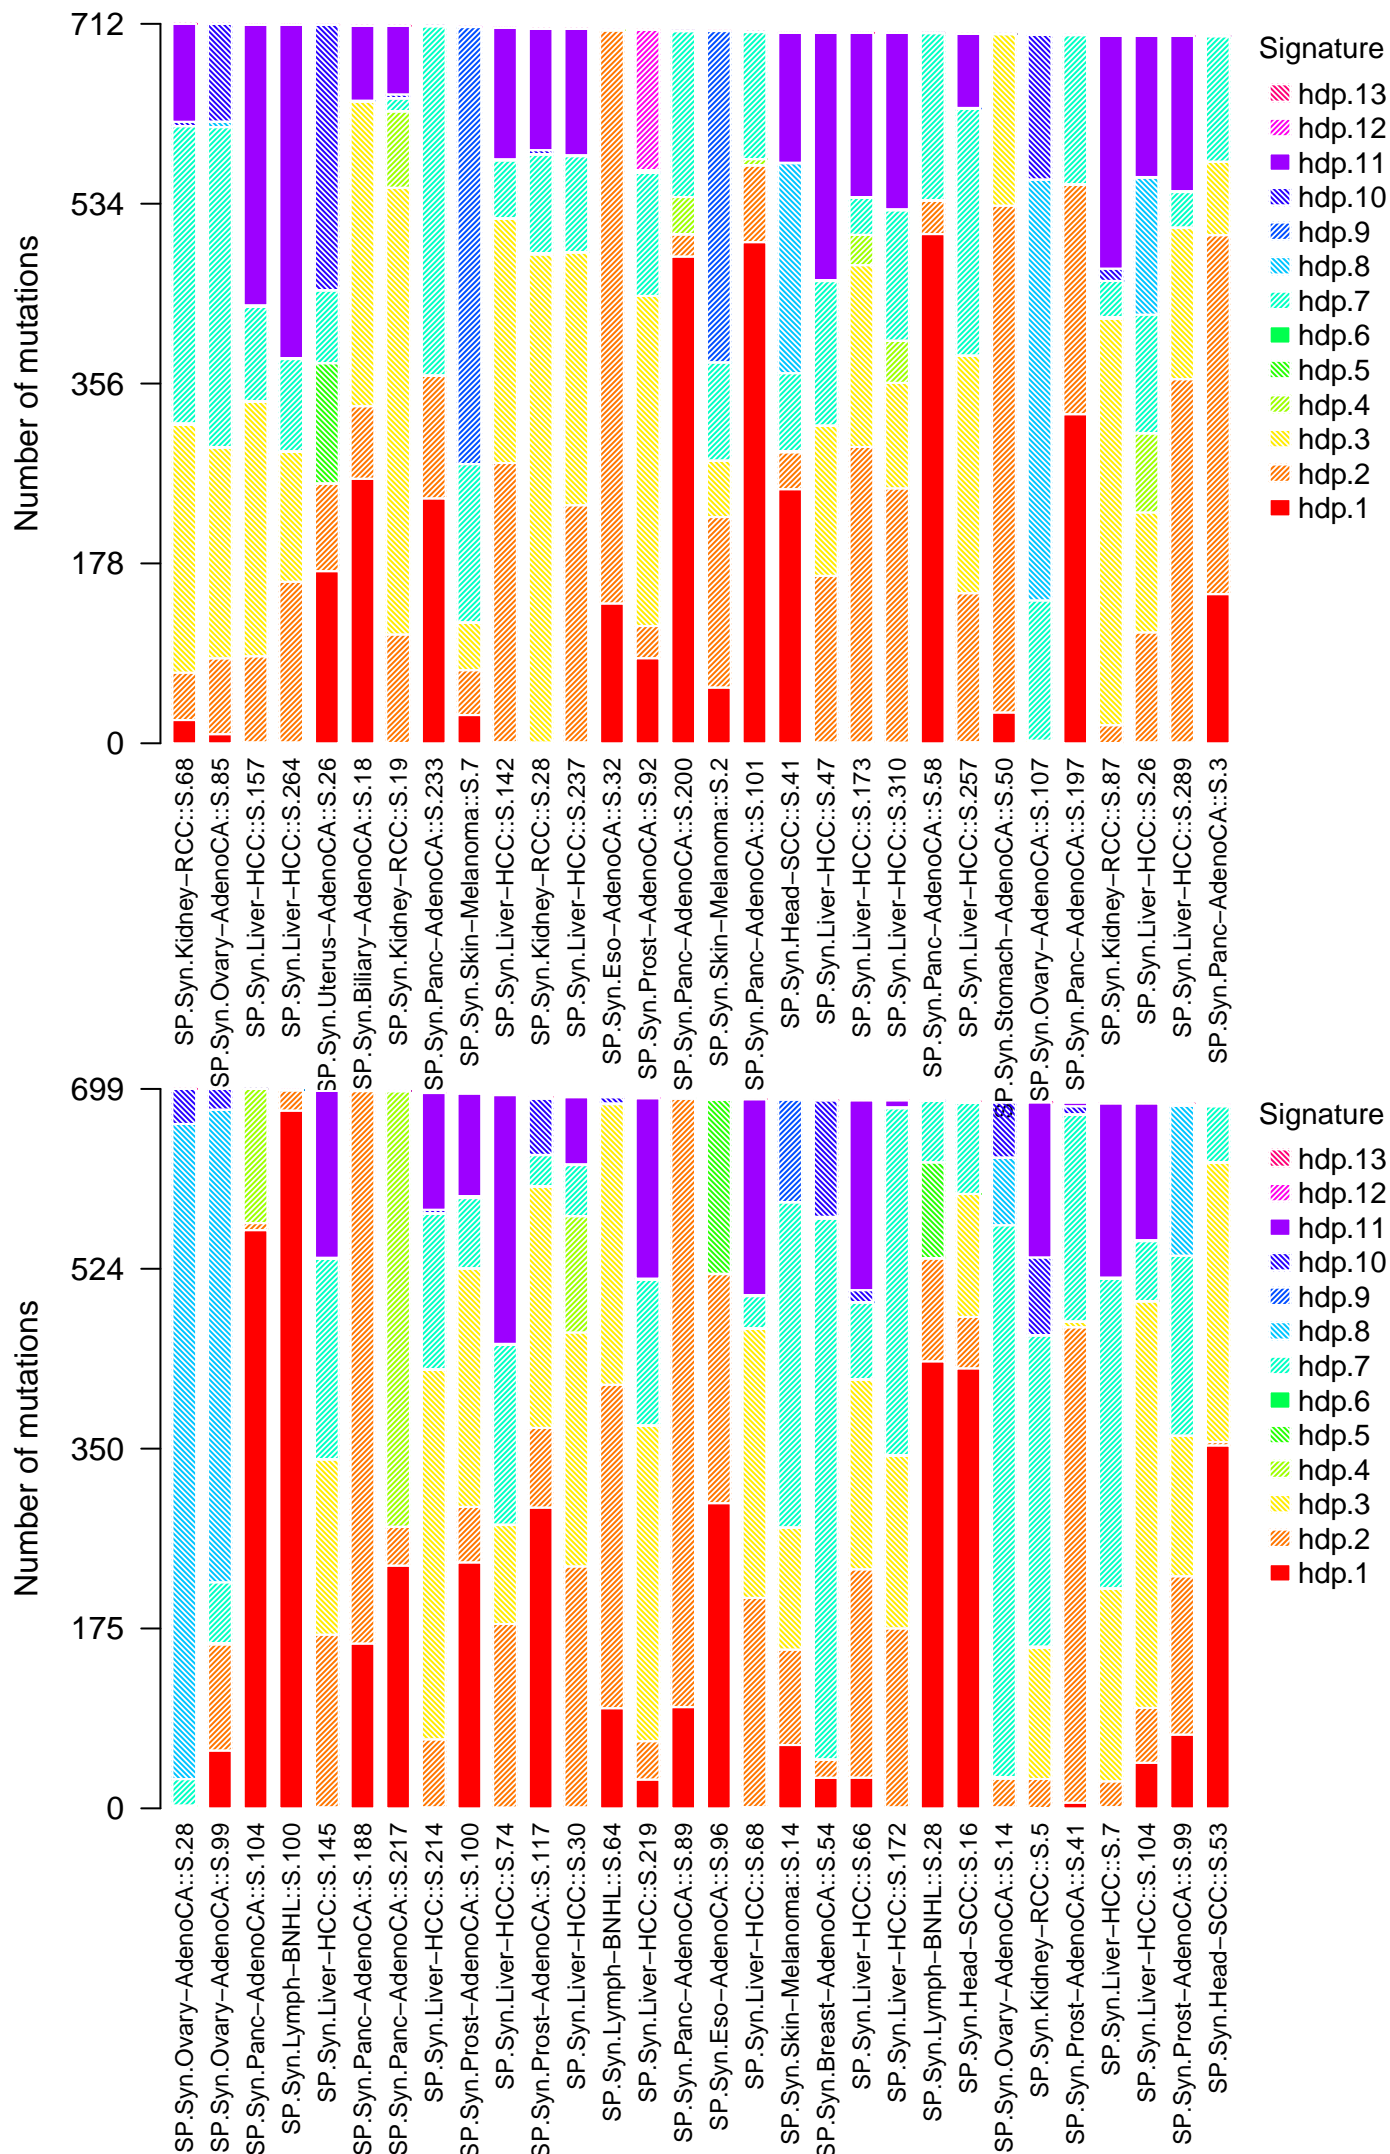 Number of mutations
712
534
356
178
0
SP.Syn.Kidney−RCC::S.68
SP.Syn.Ovary−AdenoCA::S.85
SP.Syn.Liver−HCC::S.157
SP.Syn.Liver−HCC::S.264
SP.Syn.Uterus−AdenoCA::S.26
SP.Syn.Biliary−AdenoCA::S.18
SP.Syn.Kidney−RCC::S.19
SP.Syn.Panc−AdenoCA::S.233
SP.Syn.Skin−Melanoma::S.7
SP.Syn.Liver−HCC::S.142
SP.Syn.Kidney−RCC::S.28
SP.Syn.Liver−HCC::S.237
SP.Syn.Eso−AdenoCA::S.32
SP.Syn.Prost−AdenoCA::S.92
SP.Syn.Panc−AdenoCA::S.200
SP.Syn.Skin−Melanoma::S.2
SP.Syn.Panc−AdenoCA::S.101
SP.Syn.Head−SCC::S.41
SP.Syn.Liver−HCC::S.47
SP.Syn.Liver−HCC::S.173
SP.Syn.Liver−HCC::S.310
SP.Syn.Panc−AdenoCA::S.58
SP.Syn.Liver−HCC::S.257
SP.Syn.Stomach−AdenoCA::S.50
SP.Syn.Ovary−AdenoCA::S.107
SP.Syn.Panc−AdenoCA::S.197
SP.Syn.Kidney−RCC::S.87
SP.Syn.Liver−HCC::S.26
SP.Syn.Liver−HCC::S.289
SP.Syn.Panc−AdenoCA::S.3
Signature
hdp.13
hdp.12
hdp.11
hdp.10
hdp.9
hdp.8
hdp.7
hdp.6
hdp.5
hdp.4
hdp.3
hdp.2
hdp.1
Number of mutations
699
524
350
175
0
SP.Syn.Ovary−AdenoCA::S.28
SP.Syn.Ovary−AdenoCA::S.99
SP.Syn.Panc−AdenoCA::S.104
SP.Syn.Lymph−BNHL::S.100
SP.Syn.Liver−HCC::S.145
SP.Syn.Panc−AdenoCA::S.188
SP.Syn.Panc−AdenoCA::S.217
SP.Syn.Liver−HCC::S.214
SP.Syn.Prost−AdenoCA::S.100
SP.Syn.Liver−HCC::S.74
SP.Syn.Prost−AdenoCA::S.117
SP.Syn.Liver−HCC::S.30
SP.Syn.Lymph−BNHL::S.64
SP.Syn.Liver−HCC::S.219
SP.Syn.Panc−AdenoCA::S.89
SP.Syn.Eso−AdenoCA::S.96
SP.Syn.Liver−HCC::S.68
SP.Syn.Skin−Melanoma::S.14
SP.Syn.Breast−AdenoCA::S.54
SP.Syn.Liver−HCC::S.66
SP.Syn.Liver−HCC::S.172
SP.Syn.Lymph−BNHL::S.28
SP.Syn.Head−SCC::S.16
SP.Syn.Ovary−AdenoCA::S.14
SP.Syn.Kidney−RCC::S.5
SP.Syn.Prost−AdenoCA::S.41
SP.Syn.Liver−HCC::S.7
SP.Syn.Liver−HCC::S.104
SP.Syn.Prost−AdenoCA::S.99
SP.Syn.Head−SCC::S.53
Signature
hdp.13
hdp.12
hdp.11
hdp.10
hdp.9
hdp.8
hdp.7
hdp.6
hdp.5
hdp.4
hdp.3
hdp.2
hdp.1